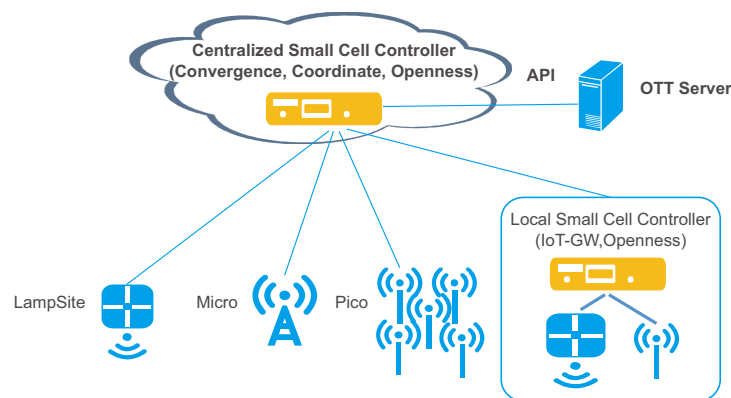 Centralized Small Cell Controller
(Convergence, Coordinate, Openness)
API
OTT Server
Local Small Cell Controller
(IoT-GW,Openness)
LampSite
Micro
Pico